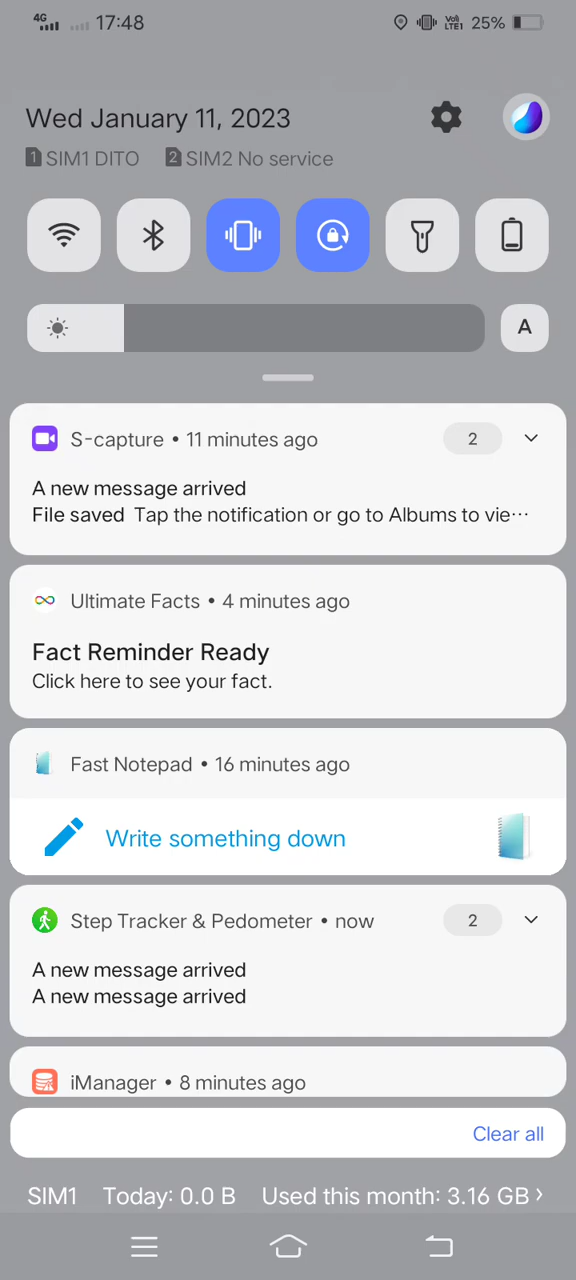 4G 17:48 VoI) LTE1 25%
Wed January 11, 2023
1 SIM1 DITO 2 SIM2 No service
A
S-capture • 11 minutes ago 2
A new message arrived
File saved Tap the notification or go to Albums to vie···
Ultimate Facts • 4 minutes ago
Fact Reminder Ready
Click here to see your fact.
Fast Notepad • 16 minutes ago
Write something down
Step Tracker & Pedometer • now 2
A new message arrived
A new message arrived
iManager • 8 minutes ago
Clear all
SIM1 Today: 0.0 B Used this month: 3.16 GB ›